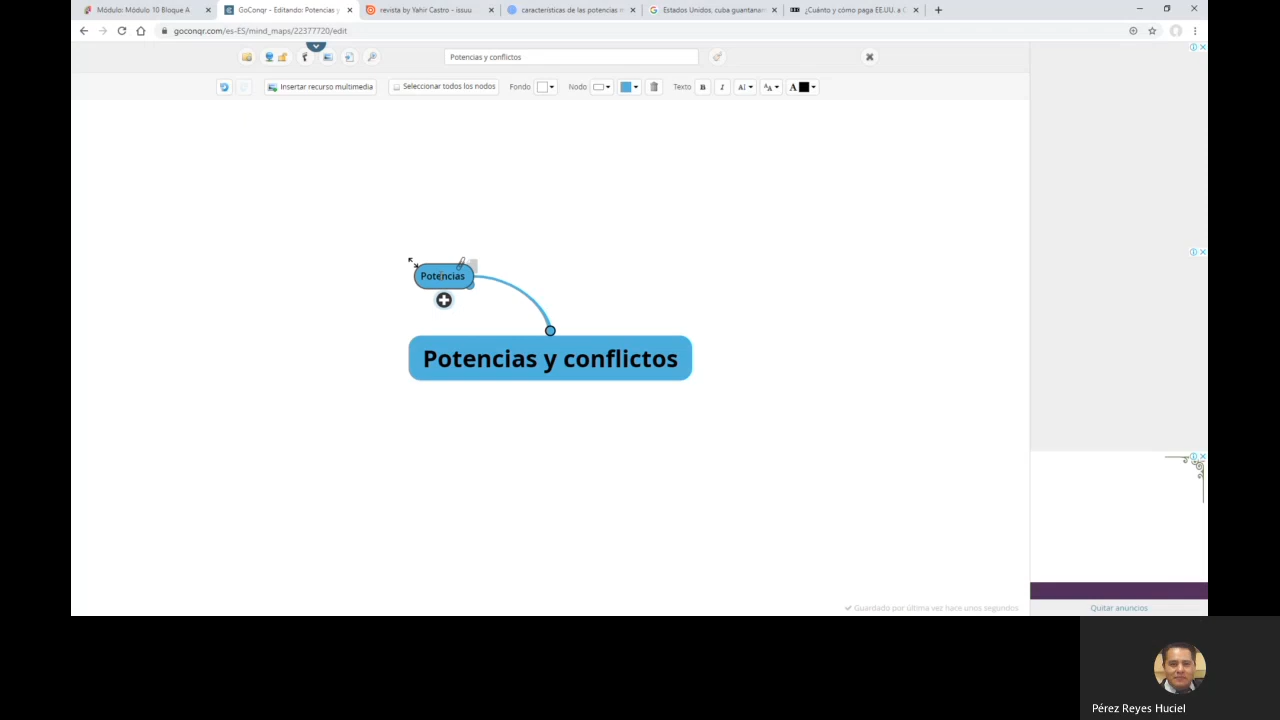 Módulo: Módulo 10 Bloque A
GoConqr - Editando: Potencias y
revista by Yahir Castro - issuu
características de las potencias m
Estados Unidos; cuba guantanam
¿Cuánto y cómo paga EE.UU. a C
goconqr.com/es-ES/mind_maps/22377720/edit
Potencias y conflictos
Insertar recurso multimedia
Seleccionar todos los nodos
Fondo
Nodo
Texto
B
I
AI
A
Potencias
Potencias y conflictos
Guardado por última vez hace unos segundos
Quitar anuncios
Pérez Reyes Huciel